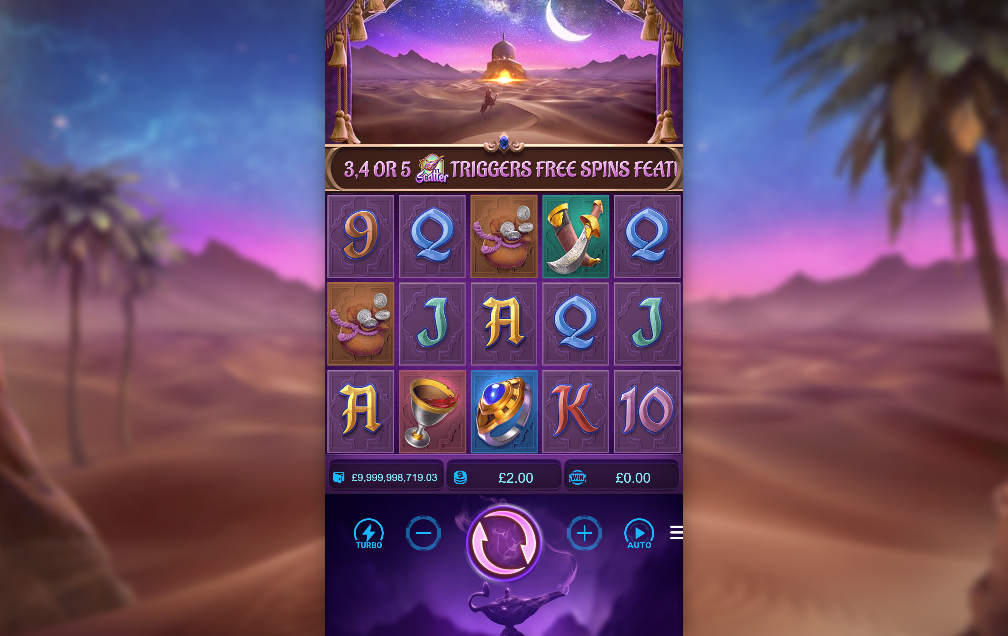 3,4 OR 5 Scatter TRIGGERS FREE SPINS FEAT
9 Q Q
J A Q J
A K 10
£9,999,998,719.03 £2.00 WIN £0.00
TURBO AUTO